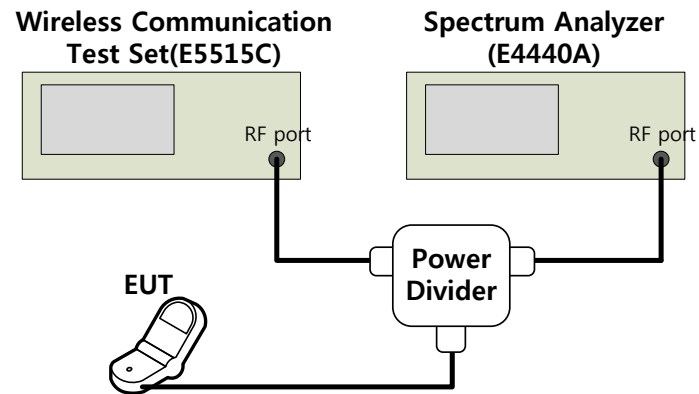 Wireless Communication
Test Set(E5515C)
Spectrum Analyzer
(E4440A)
RF port
RF port
Power
Divider
EUT